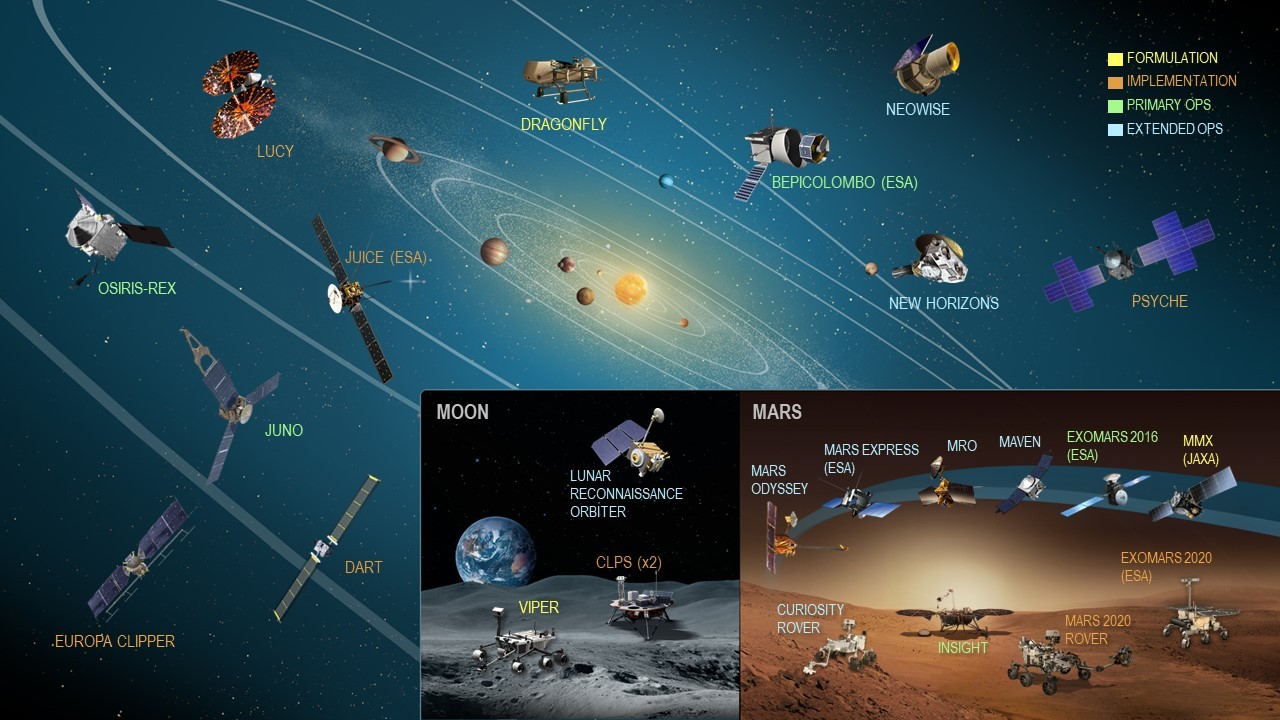 FORMULATION
IMPLEMENTATION
PRIMARY OPS
EXTENDED OPS
LUCY
DRAGONFLY
NEOWISE
BEPICOLOMBO (ESA)
OSIRIS-REX
JUICE (ESA)
NEW HORIZONS
PSYCHE
JUNO
DART
EUROPA CLIPPER
MOON
LUNAR
RECONNAISSANCE
ORBITER
CLPS (x2)
VIPER
MARS
MARS
ODYSSEY
MARS EXPRESS
(ESA)
MRO
MAVEN
EXOMARS 2016
(ESA)
MMX
(JAXA)
CURIOSITY
ROVER
INSIGHT
MARS 2020
ROVER
EXOMARS 2020
(ESA)